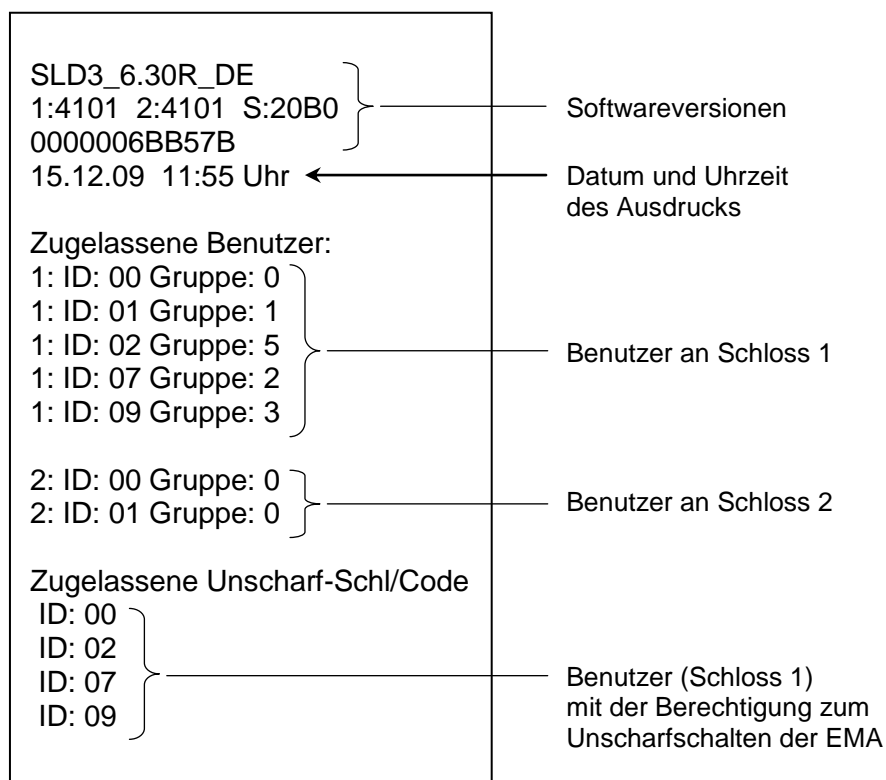 SLD3_6.30R_DE
1:4101 2:4101 S:20B0
0000006BB57B
Softwareversionen
15.12.09 11:55 Uhr
Datum und Uhrzeit
des Ausdrucks
Zugelassene Benutzer:
1: ID: 00 Gruppe: 0
1: ID: 01 Gruppe: 1
1: ID: 02 Gruppe: 5
1: ID: 07 Gruppe: 2
1: ID: 09 Gruppe: 3
Benutzer an Schloss 1
2: ID: 00 Gruppe: 0
2: ID: 01 Gruppe: 0
Benutzer an Schloss 2
Zugelassene Unscharf-Schl/Code
ID: 00
ID: 02
ID: 07
ID: 09
Benutzer (Schloss 1)
mit der Berechtigung zum
Unscharfschalten der EMA